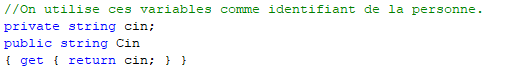 //On utilise ces variables comme identifiant de la personne.
private string cin;
public string Cin
{ get { return cin; } }